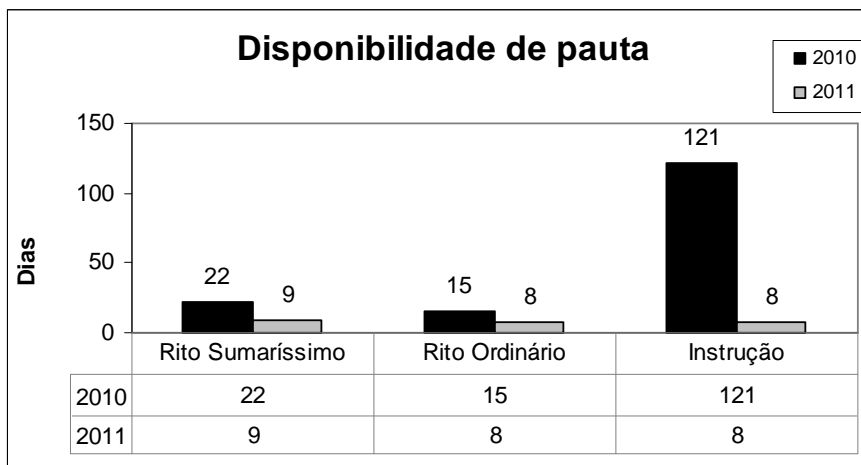 Disponibilidade de pauta
2010
2011
150
100
50
0
Dias
22
9
15
8
121
8
Rito Sumaríssimo Rito Ordinário Instrução
2010 22 15 121
2011 9 8 8